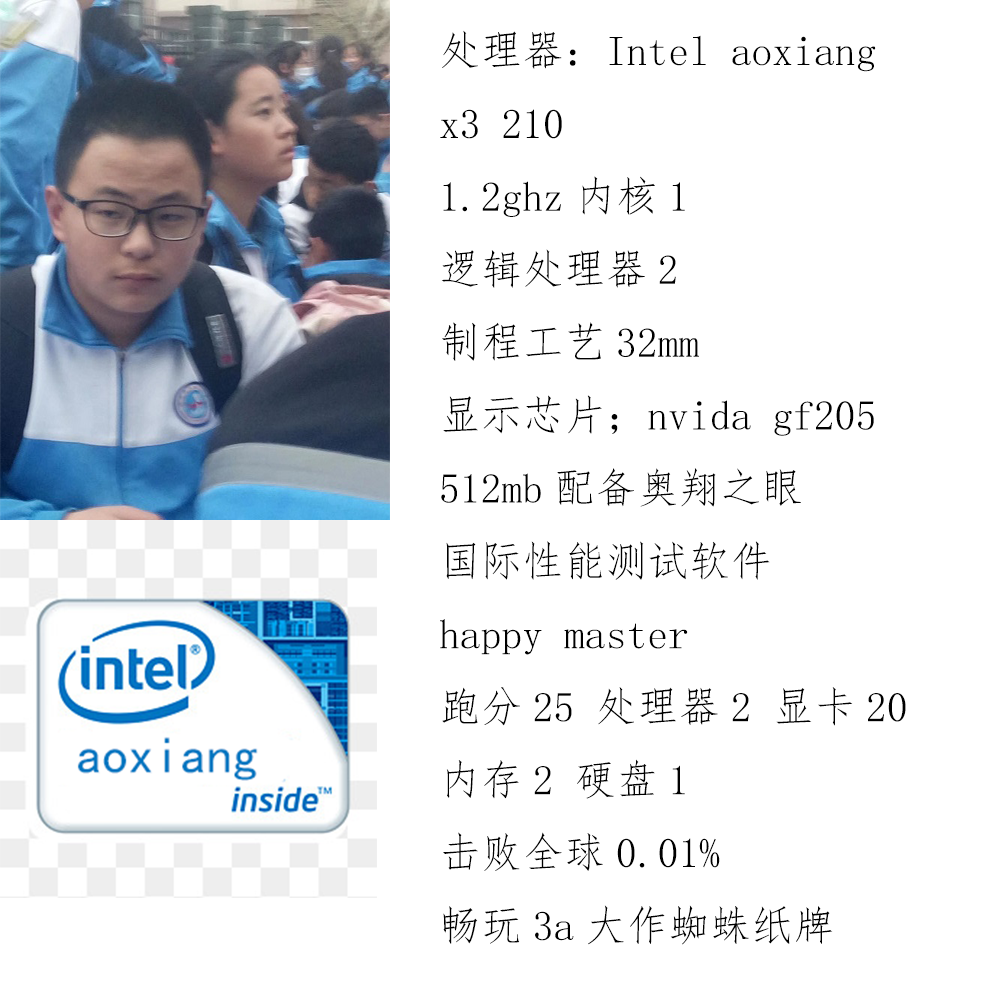 处理器：Intel aoxiang
x3 210
1.2ghz 内核 1
逻辑处理器 2
制程工艺 32mm
显示芯片；nvida gf205
512mb 配备奥翔之眼
国际性能测试软件
happy master
跑分 25 处理器 2 显卡 20
内存 2 硬盘 1
击败全球 0.01%
畅玩 3a 大作蜘蛛纸牌
intel®
aoxiang
inside™